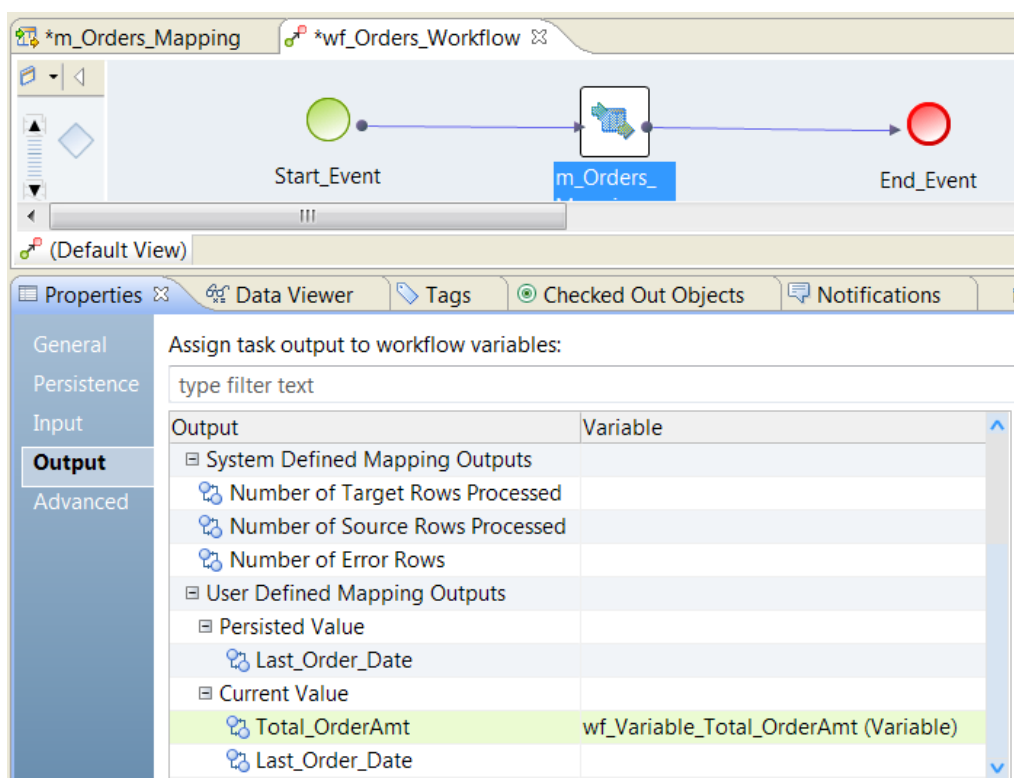 *m_Orders_Mapping *wf_Orders_Workflow
Start_Event
m_Orders_
End_Event
(Default View)
Properties Data Viewer Tags Checked Out Objects Notifications
General
Persistence
Input
Output
Advanced
Assign task output to workflow variables:
type filter text
Output Variable
System Defined Mapping Outputs
Number of Target Rows Processed
Number of Source Rows Processed
Number of Error Rows
User Defined Mapping Outputs
Persisted Value
Last_Order_Date
Current Value
Total_OrderAmt wf_Variable_Total_OrderAmt (Variable)
Last_Order_Date